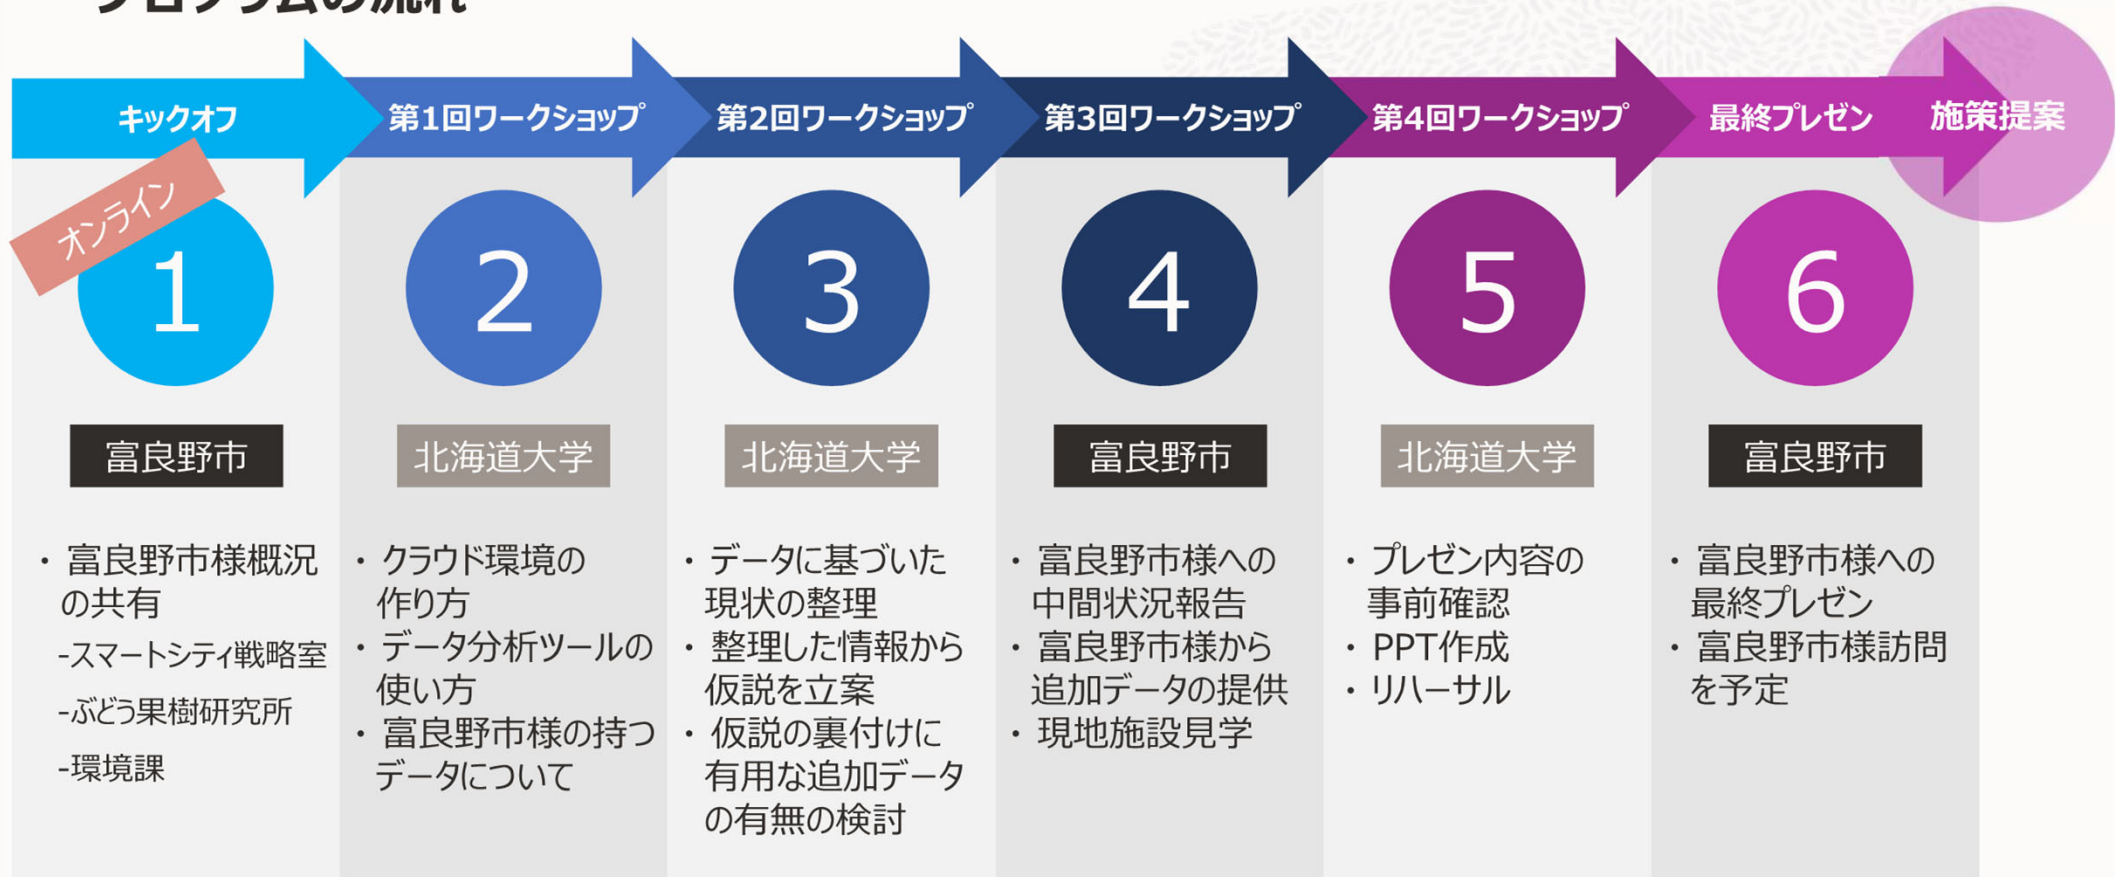 プログラムの流れ
キックオフ
第1回ワークショップ
第2回ワークショップ
第3回ワークショップ
第4回ワークショップ
最終プレゼン
施策提案
オンライン
1
富良野市
・富良野市様概況
の共有
-スマートシティ戦略室
-ぶどう果樹研究所
-環境課
2
北海道大学
・クラウド環境の
作り方
・データ分析ツールの
使い方
・富良野市様の持つ
データについて
3
北海道大学
・データに基づいた
現状の整理
・整理した情報から
仮説を立案
・仮説の裏付けに
有用な追加データ
の有無の検討
4
富良野市
・富良野市様への
中間状況報告
・富良野市様から
追加データの提供
・現地施設見学
5
北海道大学
・プレゼン内容の
事前確認
・PPT作成
・リハーサル
6
富良野市
・富良野市様への
最終プレゼン
・富良野市様訪問
を予定